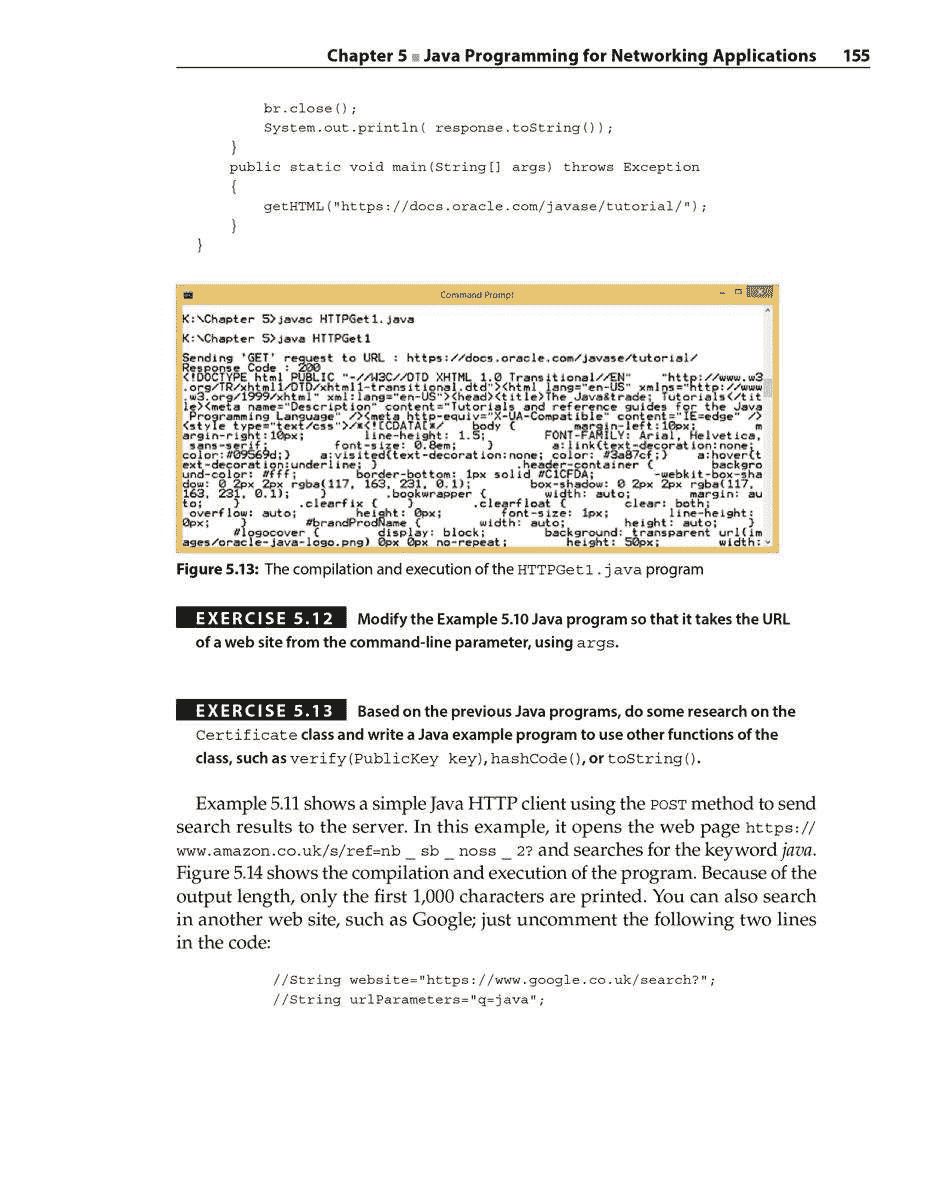 Chapter 5 ■ Java Programming for Networking Applications 155
br.close();
System.out.println( response.toString());
}
public static void main(String[] args) throws Exception
{
getHTML("https://docs.oracle.com/javase/tutorial/");
}
}
Command Prompt
K:\Chapter 5>javac HTTPGet1.java
K:\Chapter 5>java HTTPGet1
Sending 'GET' request to URL : https://docs.oracle.com/javase/tutorial/
Response Code : 200
<!DOCTYPE html PUBLIC "-//W3C//DTD XHTML 1.0 Transitional//EN" "http://www.w3
.org/TR/xhtml1/DTD/xhtml1-transitional.dtd"><html lang="en-US" xmlns="http://www
.w3.org/1999/xhtml" xml:lang="en-US"><head><title>The Java&trade; Tutorials</tit
le><meta name="Description" content="Tutorials and reference guides for the Java
Programming Language" /><meta http-equiv="X-UA-Compatible" content="IE=edge" />
<style type="text/css">/*<![CDATA[*/ body { margin-left:10px; m
argin-right:10px; line-height: 1.5; FONT-FAMILY: Arial, Helvetica,
sans-serif; font-size: 0.8em; } a:link{text-decoration:none;
color:#09569d;} a:visited{text-decoration:none; color: #3a87cf;} a:hover{t
ext-decoration:underline; } .header-container { backgro
und-color: #fff; border-bottom: 1px solid #C1CFDA; -webkit-box-sha
dow: 0 2px 2px rgba(117, 163, 231, 0.1); box-shadow: 0 2px 2px rgba(117,
163, 231, 0.1); } .bookwrapper { width: auto; margin: au
to; } .clearfix { } .clearfloat { clear: both;
overflow: auto; height: 0px; font-size: 1px; line-height:
0px; } #brandProdName { width: auto; height: auto; }
#logocover { display: block; background: transparent url(im
ages/oracle-java-logo.png) 0px 0px no-repeat; height: 50px; width:
Figure 5.13: The compilation and execution of the HTTPGet1.java program
EXERCISE 5.12 Modify the Example 5.10 Java program so that it takes the URL
of a web site from the command-line parameter, using args.
EXERCISE 5.13 Based on the previous Java programs, do some research on the
Certificate class and write a Java example program to use other functions of the
class, such as verify(PublicKey key), hashCode(), or toString().
Example 5.11 shows a simple Java HTTP client using the POST method to send
search results to the server. In this example, it opens the web page https://
www.amazon.co.uk/s/ref=nb _ sb _ noss _ 2? and searches for the keyword java.
Figure 5.14 shows the compilation and execution of the program. Because of the
output length, only the first 1,000 characters are printed. You can also search
in another web site, such as Google; just uncomment the following two lines
in the code:
//String website="https://www.google.co.uk/search?";
//String urlParameters="q=java";